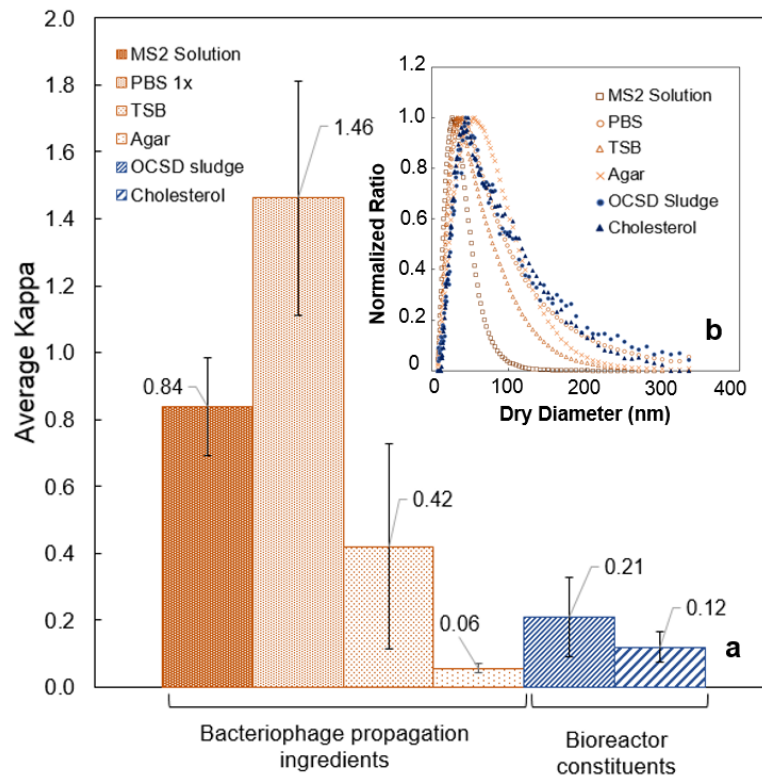 2.0
1.8
1.6
1.4
1.2
1.0
0.8
0.6
0.4
0.2
0.0
Average Kappa
MS2 Solution
PBS 1x
TSB
Agar
OCSD sludge
Cholesterol
0.84
1.46
0.42
0.06
0.21
0.12
a
Bacteriophage propagation
ingredients
Bioreactor
constituents
1.2
1.0
0.8
0.6
0.4
0.2
0
Normalized Ratio
MS2 Solution
PBS
TSB
Agar
OCSD Sludge
Cholesterol
b
0 100 200 300 400
Dry Diameter (nm)